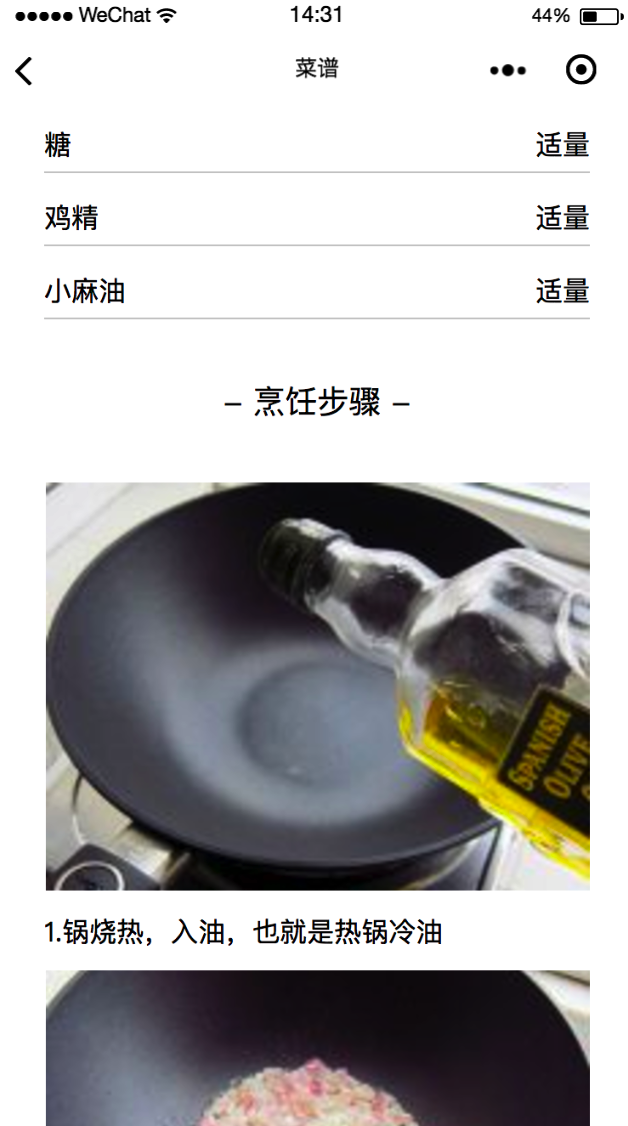 WeChat 14:31 44%
菜谱
糖 适量
鸡精 适量
小麻油 适量
– 烹饪步骤 –
SPANISH
OLIVE
1.锅烧热，入油，也就是热锅冷油